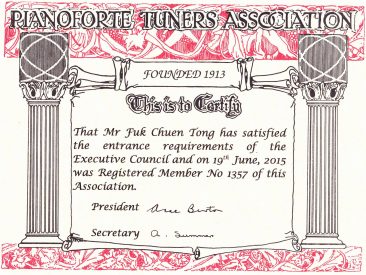 PIANOFORTE TUNERS ASSOCIATION
FOUNDED 1913
This is to Certify
That Mr Fuk Chuen Tong has satisfied
the entrance requirements of the
Executive Council and on 19th June, 2015
was Registered Member No 1357 of this
Association.
President
Secretary A. Summer